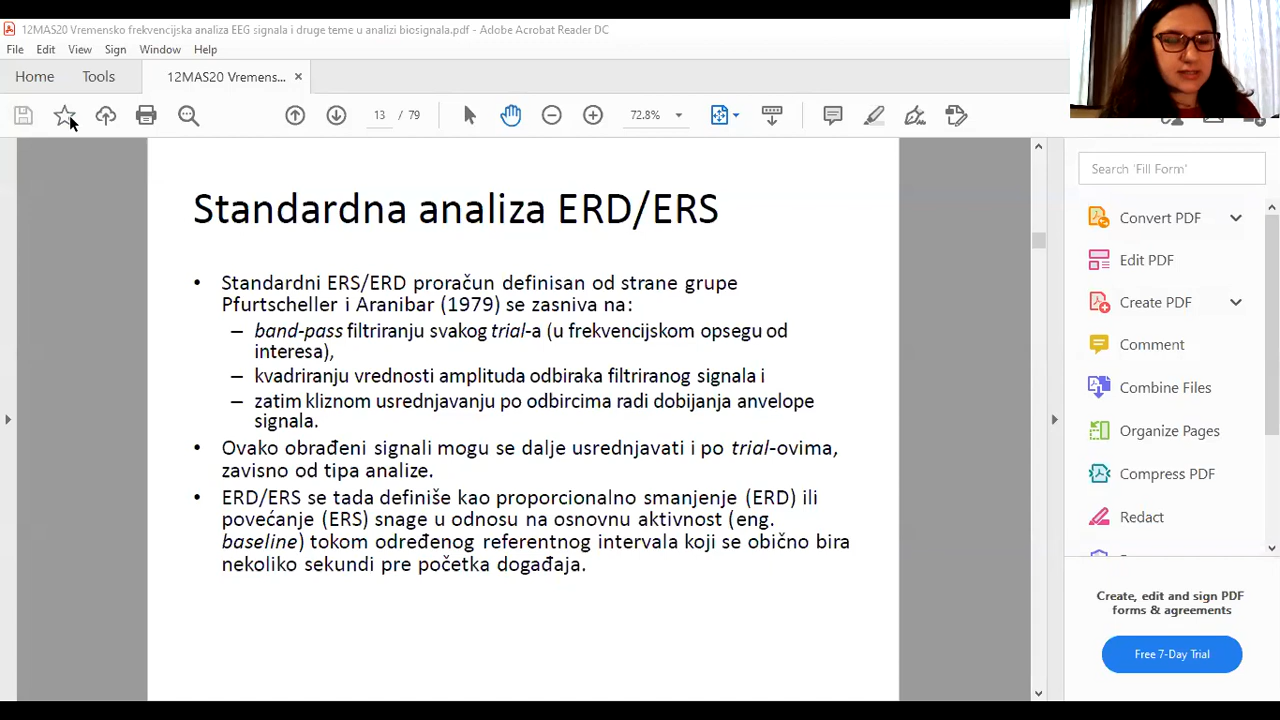 12MAS20 Vremensko frekvencijska analiza EEG signala i druge teme u analizi biosignala.pdf - Adobe Acrobat Reader DC
File Edit View Sign Window Help
Home Tools 12MAS20 Vremens... ×
13 / 79 72.8%
Standardna analiza ERD/ERS
• Standardni ERS/ERD proračun definisan od strane grupe
Pfurtscheller i Aranibar (1979) se zasniva na:
– band-pass filtriranju svakog trial-a (u frekvencijskom opsegu od
interesa),
– kvadriranju vrednosti amplituda odbiraka filtriranog signala i
– zatim kliznom usrednjavanju po odbircima radi dobijanja anvelope
signala.
• Ovako obrađeni signali mogu se dalje usrednjavati i po trial-ovima,
zavisno od tipa analize.
• ERD/ERS se tada definiše kao proporcionalno smanjenje (ERD) ili
povećanje (ERS) snage u odnosu na osnovnu aktivnost (eng.
baseline) tokom određenog referentnog intervala koji se obično bira
nekoliko sekundi pre početka događaja.
Search 'Fill Form'
Convert PDF
Edit PDF
Create PDF
Comment
Combine Files
Organize Pages
Compress PDF
Redact
Create, edit and sign PDF
forms & agreements
Free 7-Day Trial